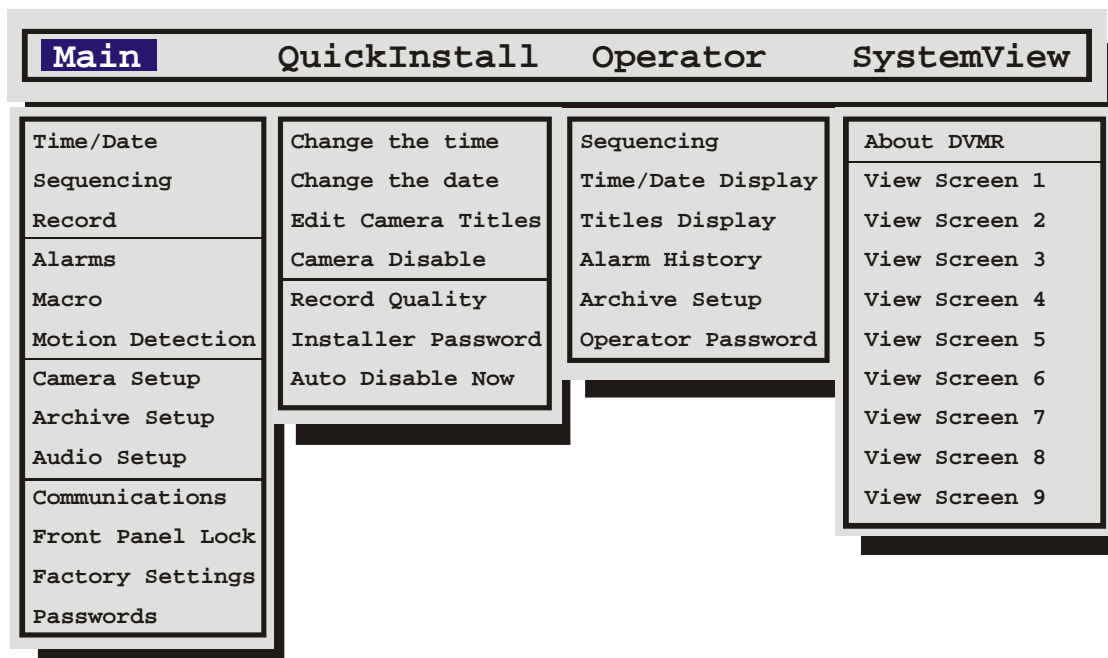 Main QuickInstall Operator SystemView
Time/Date
Sequencing
Record
Alarms
Macro
Motion Detection
Camera Setup
Archive Setup
Audio Setup
Communications
Front Panel Lock
Factory Settings
Passwords
Change the time
Change the date
Edit Camera Titles
Camera Disable
Record Quality
Installer Password
Auto Disable Now
Sequencing
Time/Date Display
Titles Display
Alarm History
Archive Setup
Operator Password
About DVMR
View Screen 1
View Screen 2
View Screen 3
View Screen 4
View Screen 5
View Screen 6
View Screen 7
View Screen 8
View Screen 9